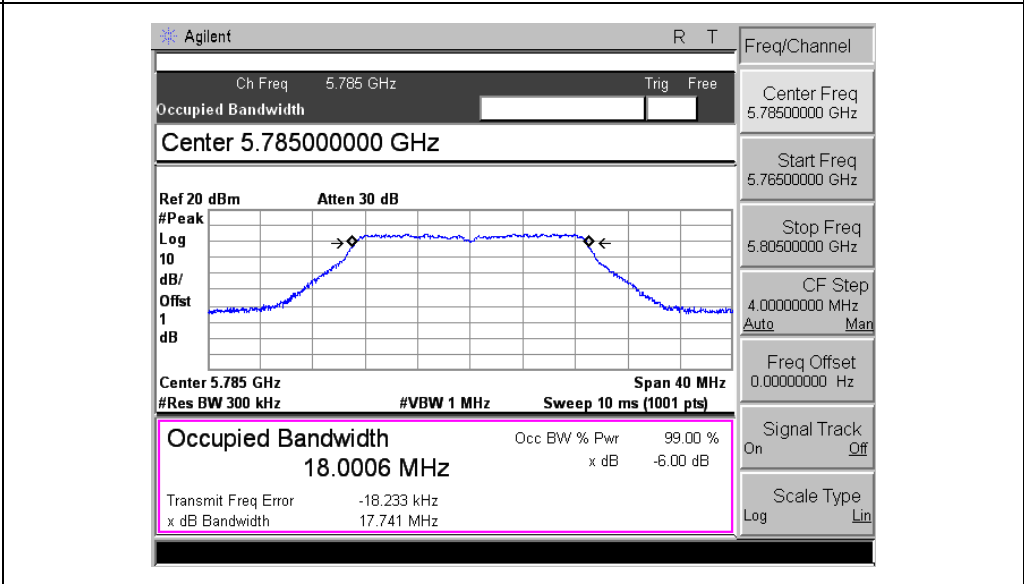 Agilent R T
Ch Freq 5.785 GHz Trig Free
Occupied Bandwidth
Center 5.785000000 GHz
Ref 20 dBm Atten 30 dB
#Peak
Log
10
dB/
Offst
1
dB
Center 5.785 GHz Span 40 MHz
#Res BW 300 kHz #VBW 1 MHz Sweep 10 ms (1001 pts)
Occupied Bandwidth Occ BW % Pwr 99.00 %
18.0006 MHz x dB -6.00 dB
Transmit Freq Error -18.233 kHz
x dB Bandwidth 17.741 MHz
Freq/Channel
Center Freq
5.78500000 GHz
Start Freq
5.76500000 GHz
Stop Freq
5.80500000 GHz
CF Step
4.00000000 MHz
Auto Man
Freq Offset
0.00000000 Hz
Signal Track
On Off
Scale Type
Log Lin